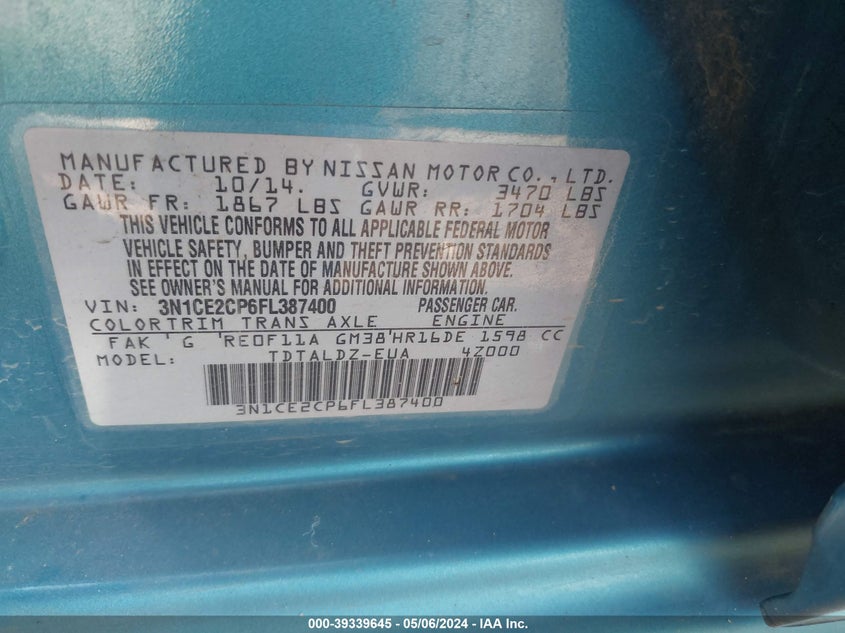 MANUFACTURED BY NISSAN MOTOR CO., LTD.
DATE: 10/14. GVWR: 3470 LBS
GAWR FR: 1867 LBS GAWR RR: 1704 LBS
THIS VEHICLE CONFORMS TO ALL APPLICABLE FEDERAL MOTOR
VEHICLE SAFETY, BUMPER AND THEFT PREVENTION STANDARDS
IN EFFECT ON THE DATE OF MANUFACTURE SHOWN ABOVE.
SEE OWNER'S MANUAL FOR ADDITIONAL INFORMATION.
VIN: 3N1CE2CP6FL387400 PASSENGER CAR.
COLORTRIM TRANS AXLE ENGINE
FAK 'G 'RE0F11A GM38'HR16DE 1598 CC
MODEL: TDTALDZ-EUA 4Z000
3N1CE2CP6FL387400
000-39339645 - 05/06/2024 - IAA Inc.